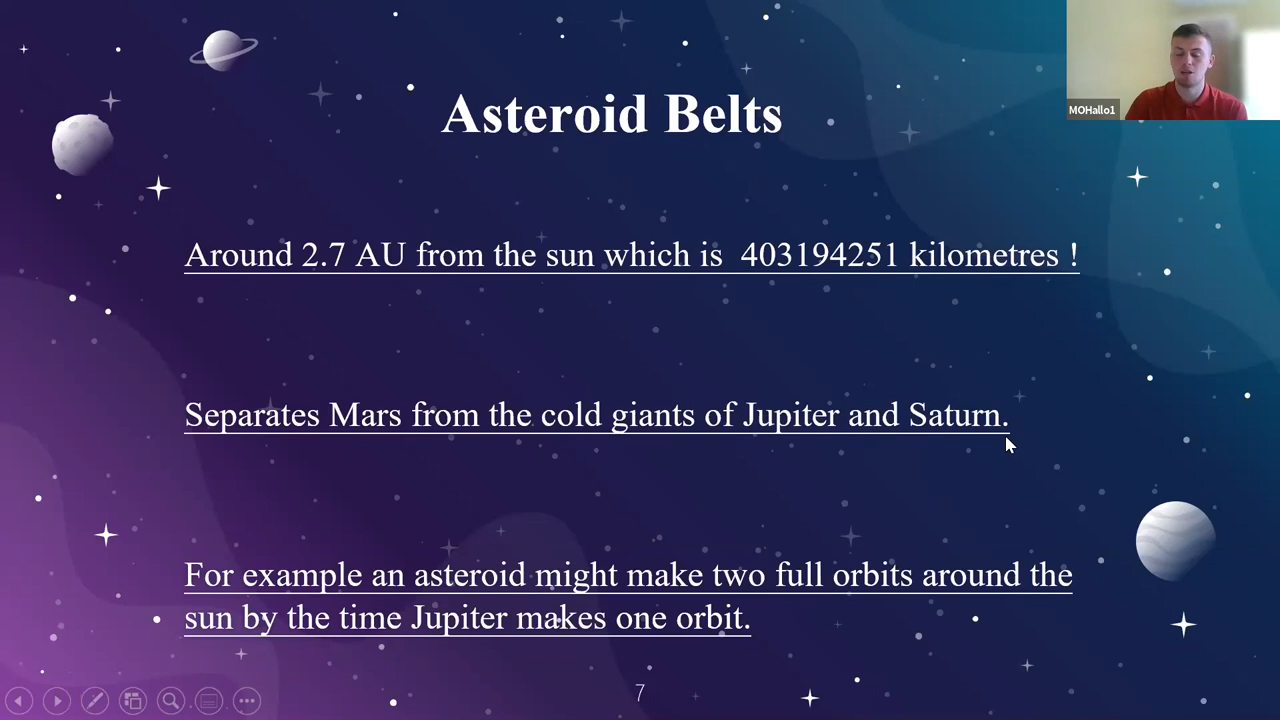 MOHallo1
Asteroid Belts
Around 2.7 AU from the sun which is  403194251 kilometres !
Separates Mars from the cold giants of Jupiter and Saturn.
For example an asteroid might make two full orbits around the
sun by the time Jupiter makes one orbit.
7